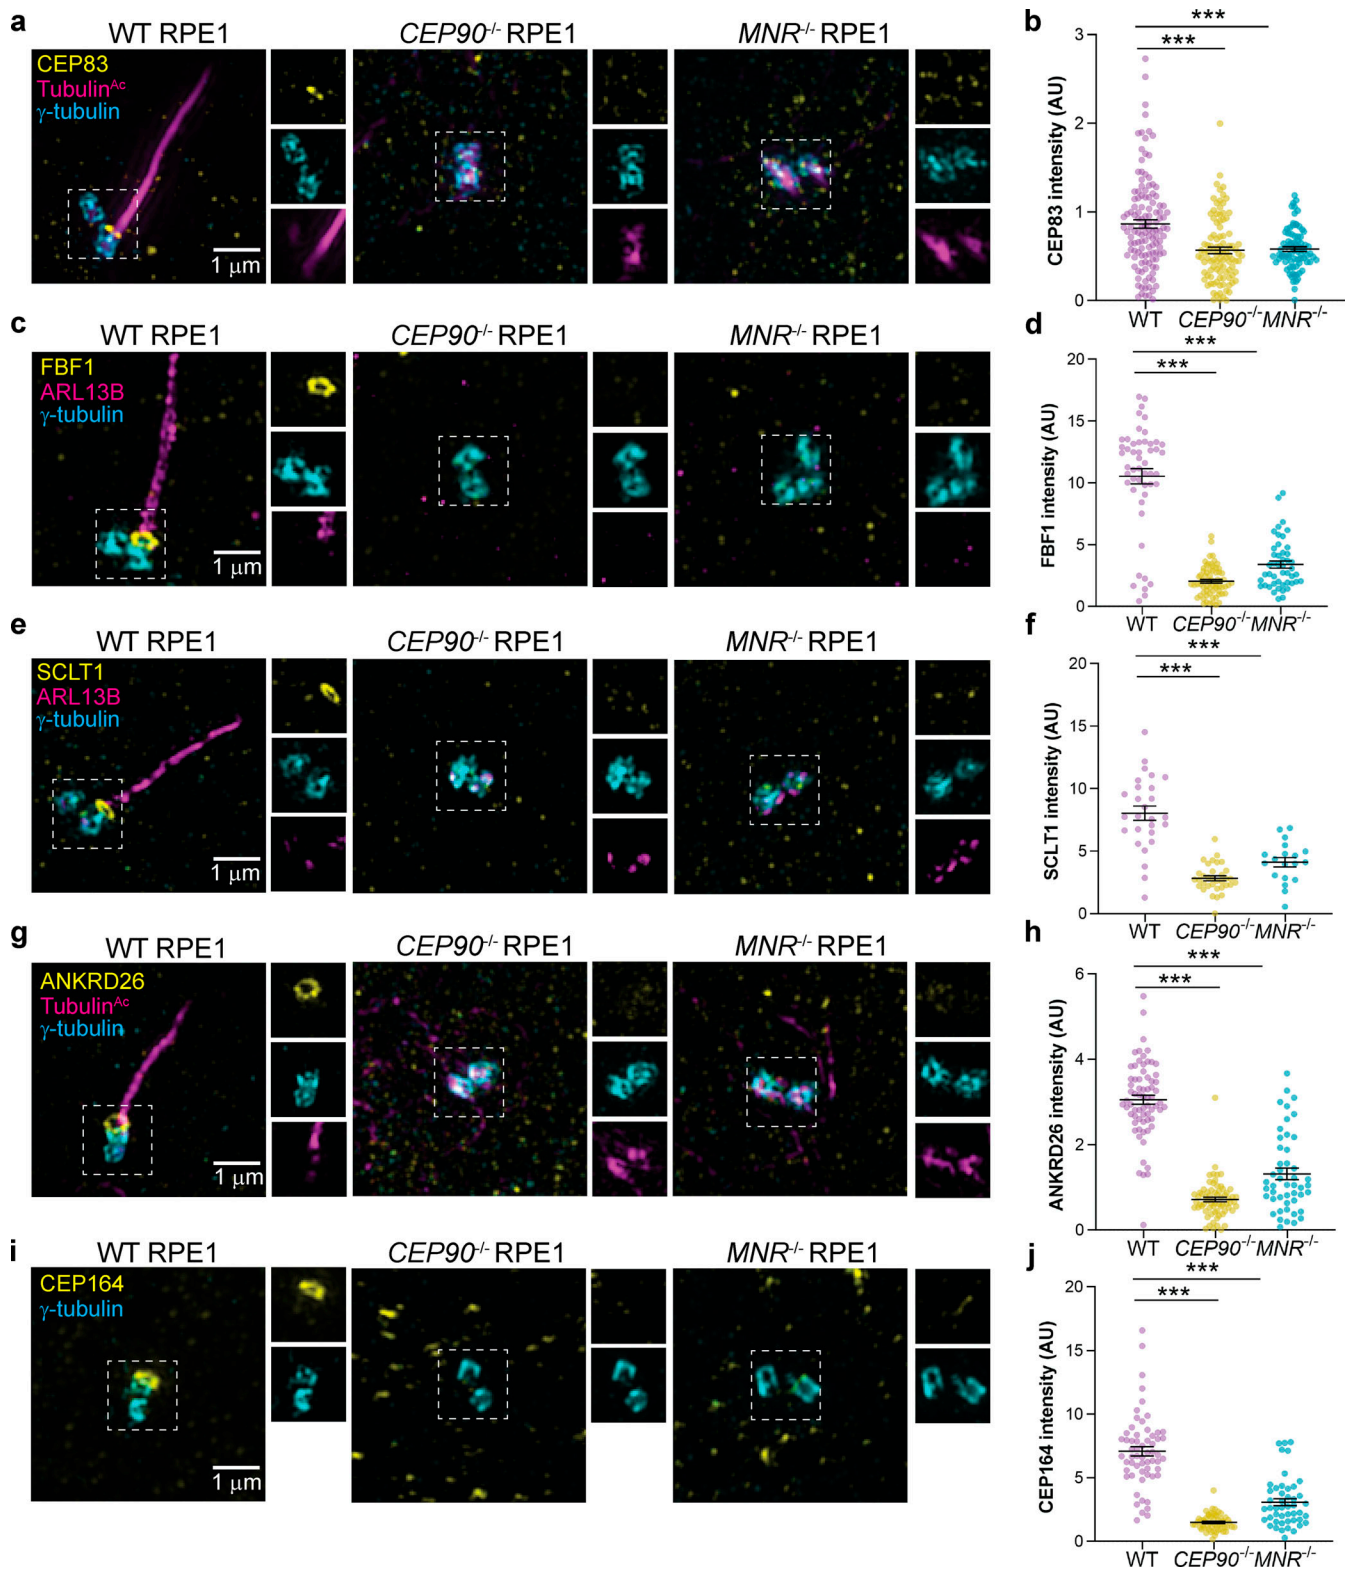 a
WT RPE1
CEP90-/- RPE1
MNR-/- RPE1
CEP83
TubulinAc
γ-tubulin
1 μm
b
***
***
CEP83 intensity (AU)
3
2
1
0
WT
CEP90-/-
MNR-/-
c
WT RPE1
CEP90-/- RPE1
MNR-/- RPE1
FBF1
ARL13B
γ-tubulin
1 μm
d
***
***
FBF1 intensity (AU)
20
15
10
5
0
WT
CEP90-/-
MNR-/-
e
WT RPE1
CEP90-/- RPE1
MNR-/- RPE1
SCLT1
ARL13B
γ-tubulin
1 μm
f
***
***
SCLT1 intensity (AU)
20
15
10
5
0
WT
CEP90-/-
MNR-/-
g
WT RPE1
CEP90-/- RPE1
MNR-/- RPE1
ANKRD26
TubulinAc
γ-tubulin
1 μm
h
***
***
ANKRD26 intensity (AU)
6
4
2
0
WT
CEP90-/-
MNR-/-
i
WT RPE1
CEP90-/- RPE1
MNR-/- RPE1
CEP164
γ-tubulin
1 μm
j
***
***
CEP164 intensity (AU)
20
15
10
5
0
WT
CEP90-/-
MNR-/-